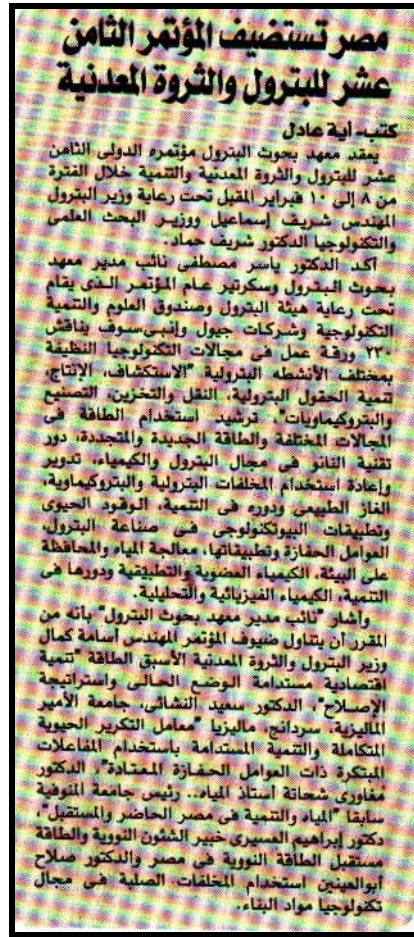 مصر تستضيف المؤتمر الثامن
عشر للبترول والثروة المعدنية
كتب- آية عادل
يعقد معهد بحوث البترول مؤتمره الدولى الثامن
عشر للبترول والثروة المعدنية والتنمية خلال الفترة
من ٨ إلى ١٠ فبراير المقبل تحت رعاية وزير البترول
المهندس شريف إسماعيل ووزير البحث العلمى
والتكنولوجيا الدكتور شريف حماد.
أكد الدكتور ياسر مصطفى نائب مدير معهد
بحوث البترول وسكرتير عام المؤتمر الذى يقام
تحت رعاية هيئة البترول وصندوق العلوم والتنمية
التكنولوجية وشركات جيول وإنبى.سوف يناقش
٢٣٠ ورقة عمل فى مجالات التكنولوجيا النظيفة
بمختلف الأنشطه البترولية "الاستكشاف، الإنتاج،
تنمية الحقول البترولية، النقل والتخزين، التصنيع
والبتروكيماويات". ترشيد استخدام الطاقة فى
المجالات المختلفة والطاقة الجديدة والمتجددة، دور
تقنية النانو فى مجال البترول والكيمياء، تدوير
وإعادة استخدام المخلفات البترولية والبتروكيماوية،
الغاز الطبيعى ودوره فى التنمية، الوقود الحيوى
وتطبيقات البيوتكنولوجى فى صناعة البترول،
العوامل الحفازة وتطبيقاتها، معالجة المياه والمحافظة
على البيئة، الكيمياء العضوية والتطبيقية ودورها فى
التنمية، الكيمياء الفيزيائية والتحليلية.
وأشار "نائب مدير معهد بحوث البترول" بأنه من
المقرر أن يتناول ضيوف المؤتمر المهندس أسامة كمال
وزير البترول والثروة المعدنية الأسبق الطاقة "تنمية
إقتصادية مستدامة الوضع الحالى واستراتيجة
الإصلاح"، الدكتور سعيد النشائى، جامعة الأمير
الماليزية، سردانج، ماليزيا "معامل التكرير الحيوية
المتكاملة والتنمية المستدامة باستخدام المفاعلات
المبتكرة ذات العوامل الحفازة المعتادة" الدكتور
مغاورى شحاتة أستاذ المياه، رئيس جامعة المنوفية
سابقا "المياه والتنمية فى مصر الحاضر والمستقبل"،
دكتور إبراهيم العسيرى خبير الشئون النووية والطاقة
مستقبل الطاقة النووية فى مصر والدكتور صلاح
أبوالعينين استخدام المخلفات الصلبة فى مجال
تكنولوجيا مواد البناء.